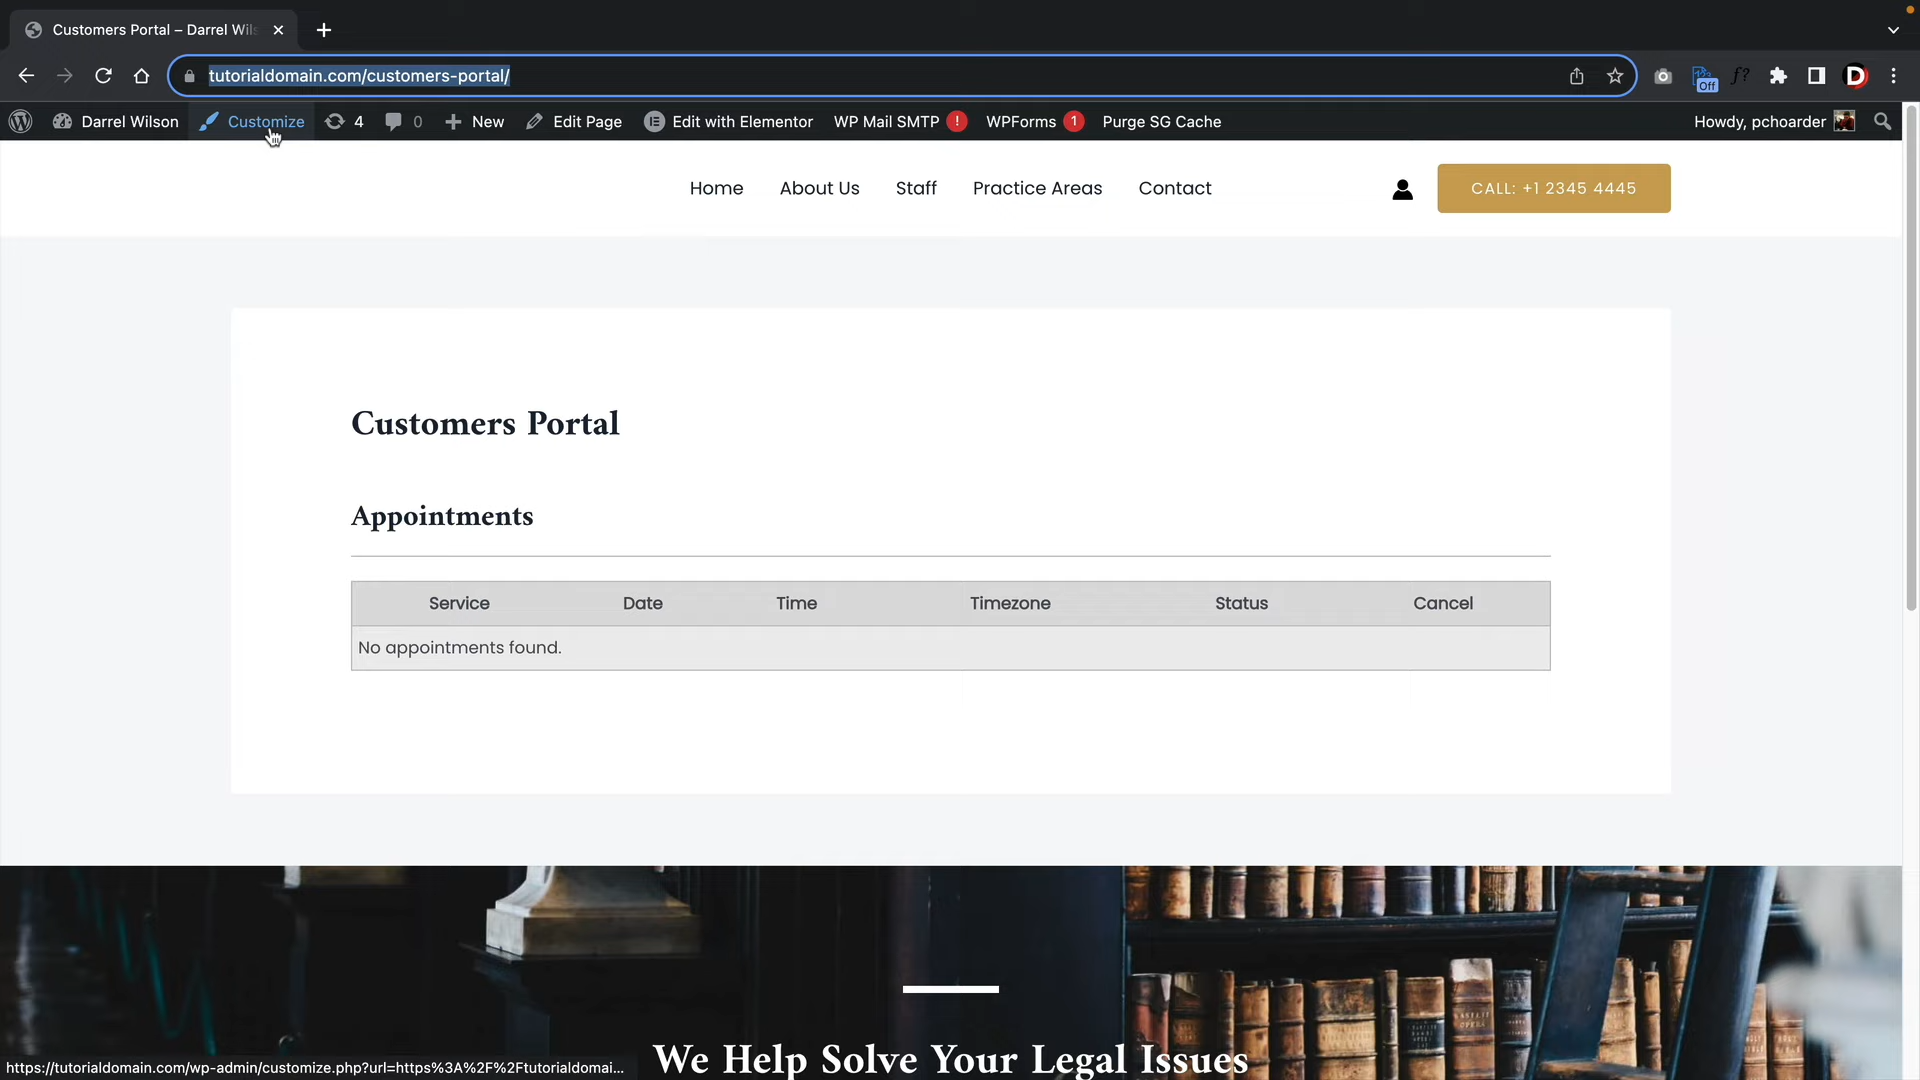 Customers Portal – Darrel Wils
tutorialdomain.com/customers-portal/
f?
Off
D
Darrel Wilson
Customize
4
0
New
Edit Page
Edit with Elementor
WP Mail SMTP !
WPForms 1
Purge SG Cache
Howdy, pchoarder
Home
About Us
Staff
Practice Areas
Contact
CALL: +1 2345 4445
Customers Portal
Appointments
Service Date Time Timezone Status Cancel
No appointments found.
We Help Solve Your Legal Issues
https://tutorialdomain.com/wp-admin/customize.php?url=https%3A%2F%2Ftutorialdomai...